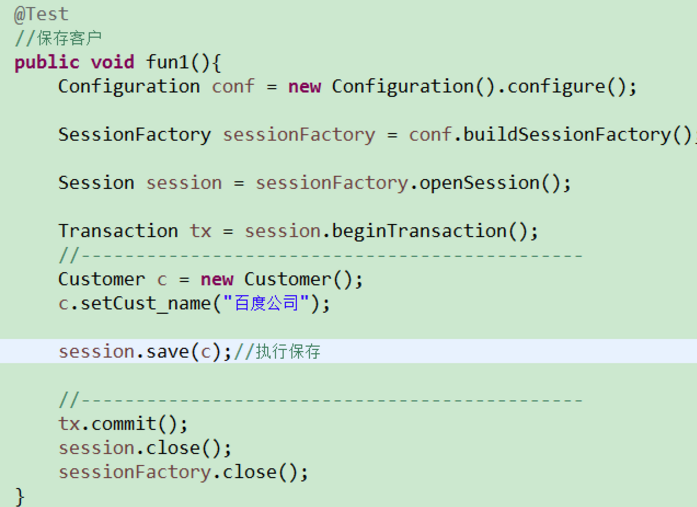 @Test
//保存客户
public void fun1(){
Configuration conf = new Configuration().configure();
SessionFactory sessionFactory = conf.buildSessionFactory();
Session session = sessionFactory.openSession();
Transaction tx = session.beginTransaction();
//----------------------------------------------
Customer c = new Customer();
c.setCust_name("百度公司");
session.save(c);//执行保存
//----------------------------------------------
tx.commit();
session.close();
sessionFactory.close();
}